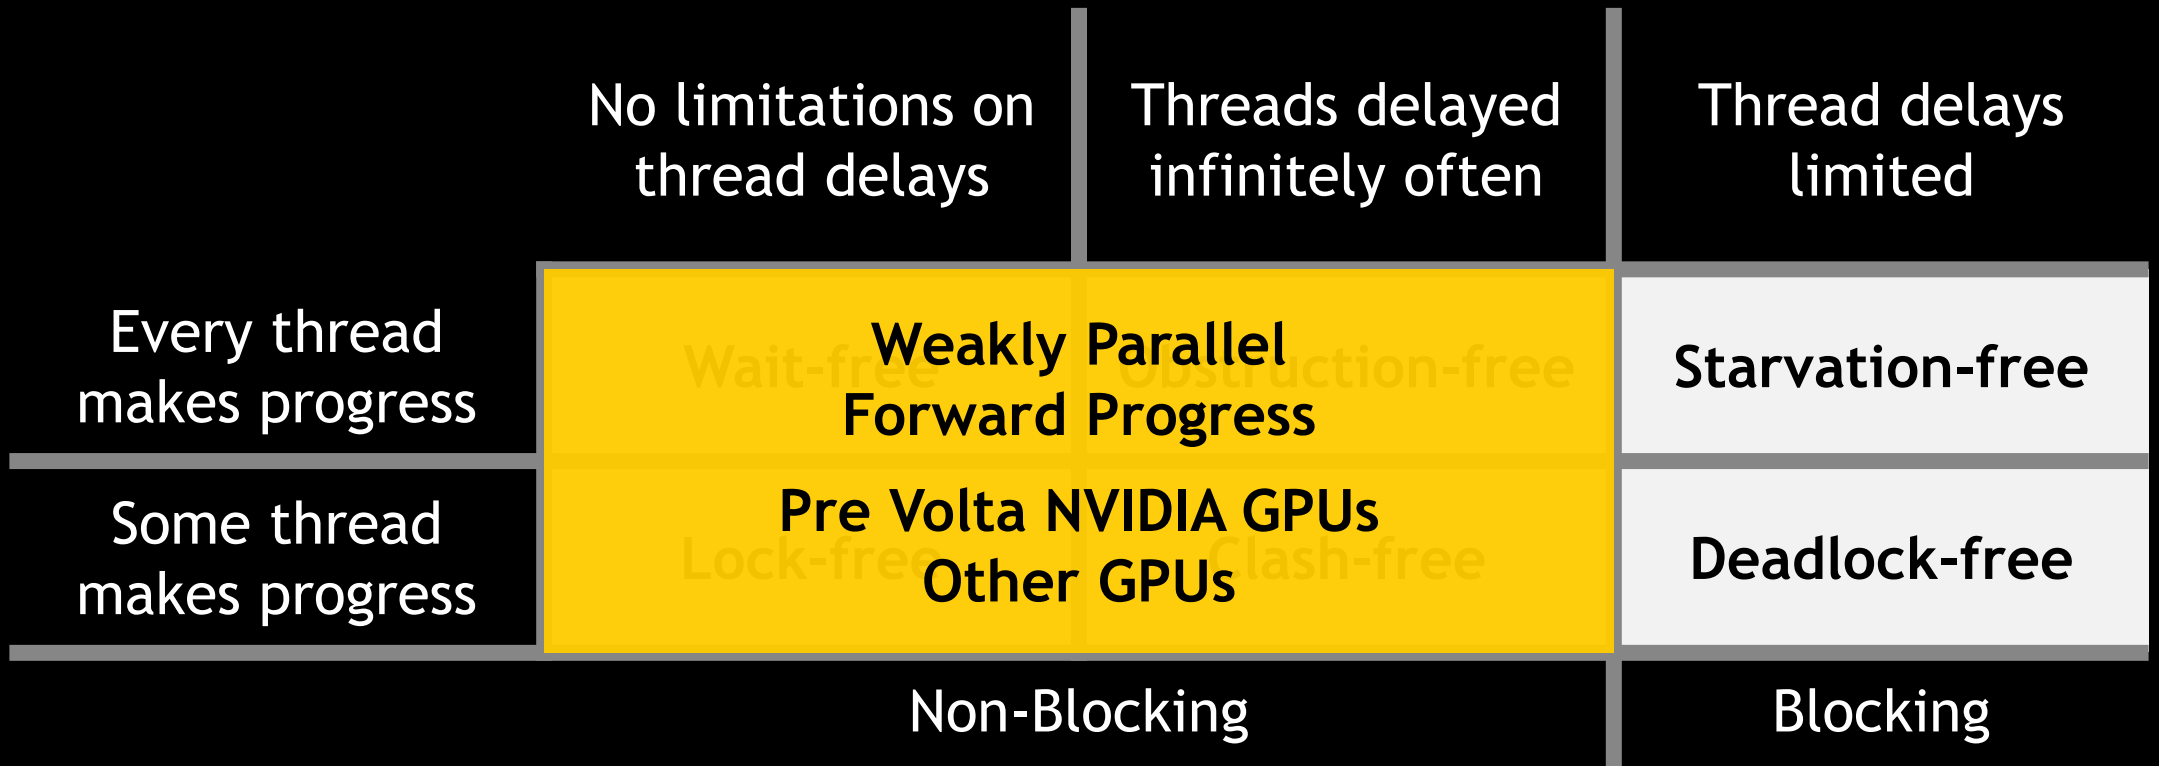 No limitations on
thread delays
Threads delayed
infinitely often
Thread delays
limited
Every thread
makes progress
Wait-free
Obstruction-free
Weakly Parallel
Forward Progress
Starvation-free
Some thread
makes progress
Lock-free
Clash-free
Pre Volta NVIDIA GPUs
Other GPUs
Deadlock-free
Non-Blocking
Blocking